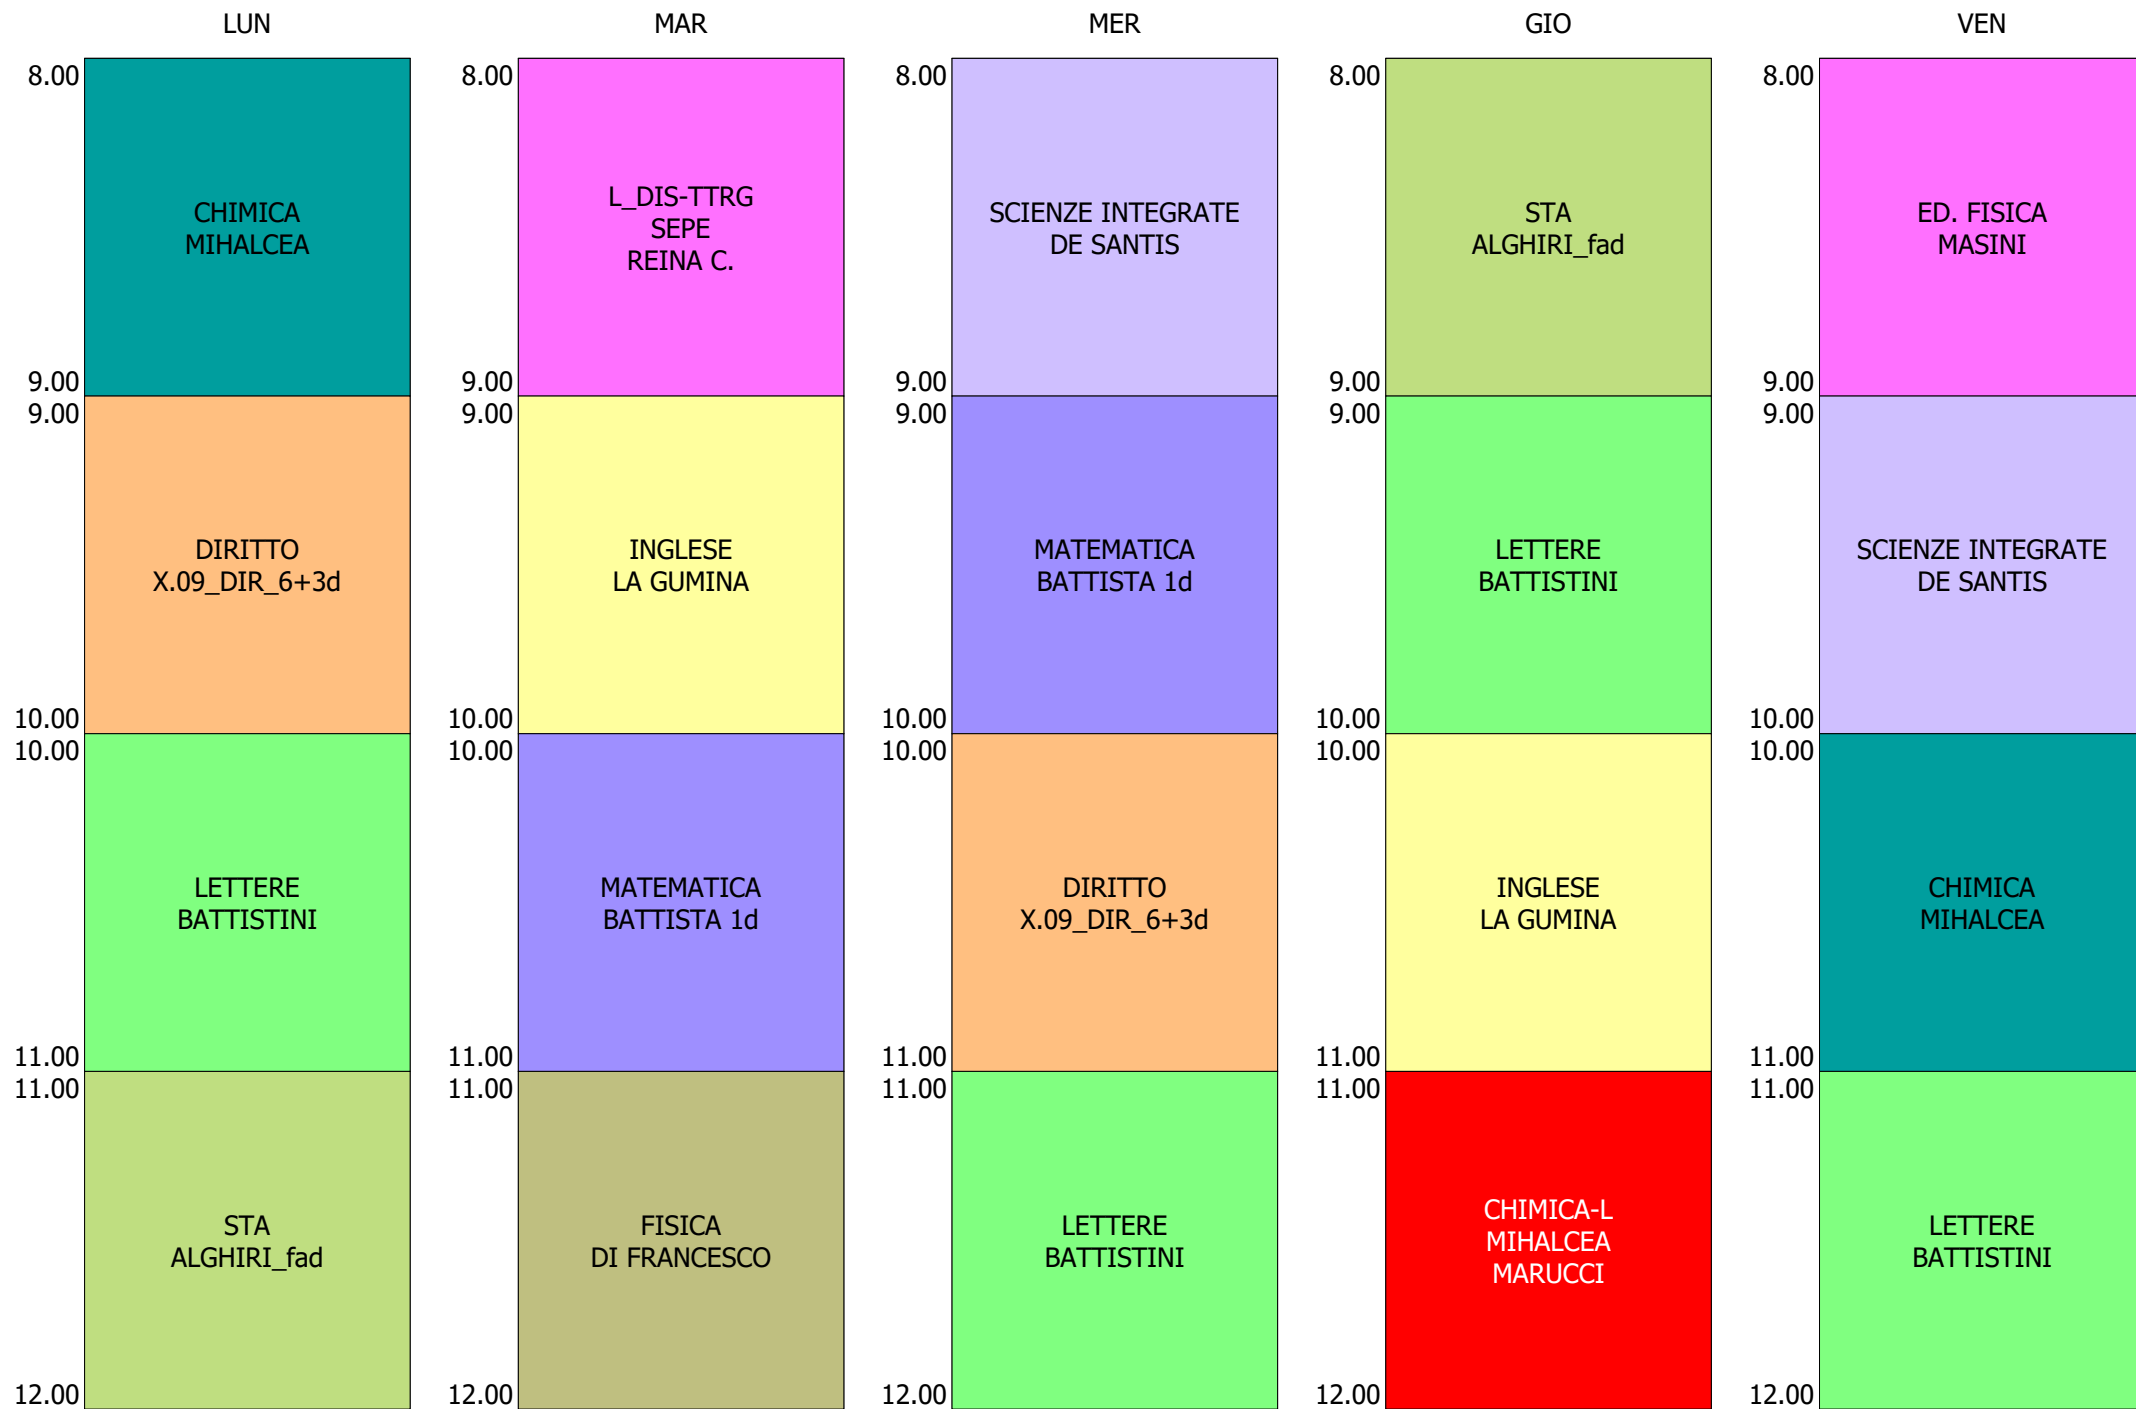 LUN
MAR
MER
GIO
VEN
8.00
CHIMICA
MIHALCEA
9.00
8.00
L_DIS-TTRG
SEPE
REINA C.
9.00
8.00
SCIENZE INTEGRATE
DE SANTIS
9.00
8.00
STA
ALGHIRI_fad
9.00
8.00
ED. FISICA
MASINI
9.00
9.00
DIRITTO
X.09_DIR_6+3d
10.00
9.00
INGLESE
LA GUMINA
10.00
9.00
MATEMATICA
BATTISTA 1d
10.00
9.00
LETTERE
BATTISTINI
10.00
9.00
SCIENZE INTEGRATE
DE SANTIS
10.00
10.00
LETTERE
BATTISTINI
11.00
10.00
MATEMATICA
BATTISTA 1d
11.00
10.00
DIRITTO
X.09_DIR_6+3d
11.00
10.00
INGLESE
LA GUMINA
11.00
10.00
CHIMICA
MIHALCEA
11.00
11.00
STA
ALGHIRI_fad
12.00
11.00
FISICA
DI FRANCESCO
12.00
11.00
LETTERE
BATTISTINI
12.00
11.00
CHIMICA-L
MIHALCEA
MARUCCI
12.00
11.00
LETTERE
BATTISTINI
12.00